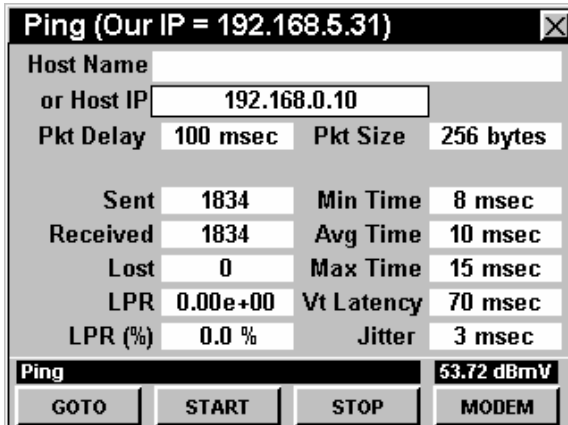 Ping (Our IP = 192.168.5.31)
Host Name
or Host IP 192.168.0.10
Pkt Delay 100 msec Pkt Size 256 bytes
Sent 1834 Min Time 8 msec
Received 1834 Avg Time 10 msec
Lost 0 Max Time 15 msec
LPR 0.00e+00 Vt Latency 70 msec
LPR (%) 0.0 % Jitter 3 msec
Ping 53.72 dBmV
GOTO START STOP MODEM